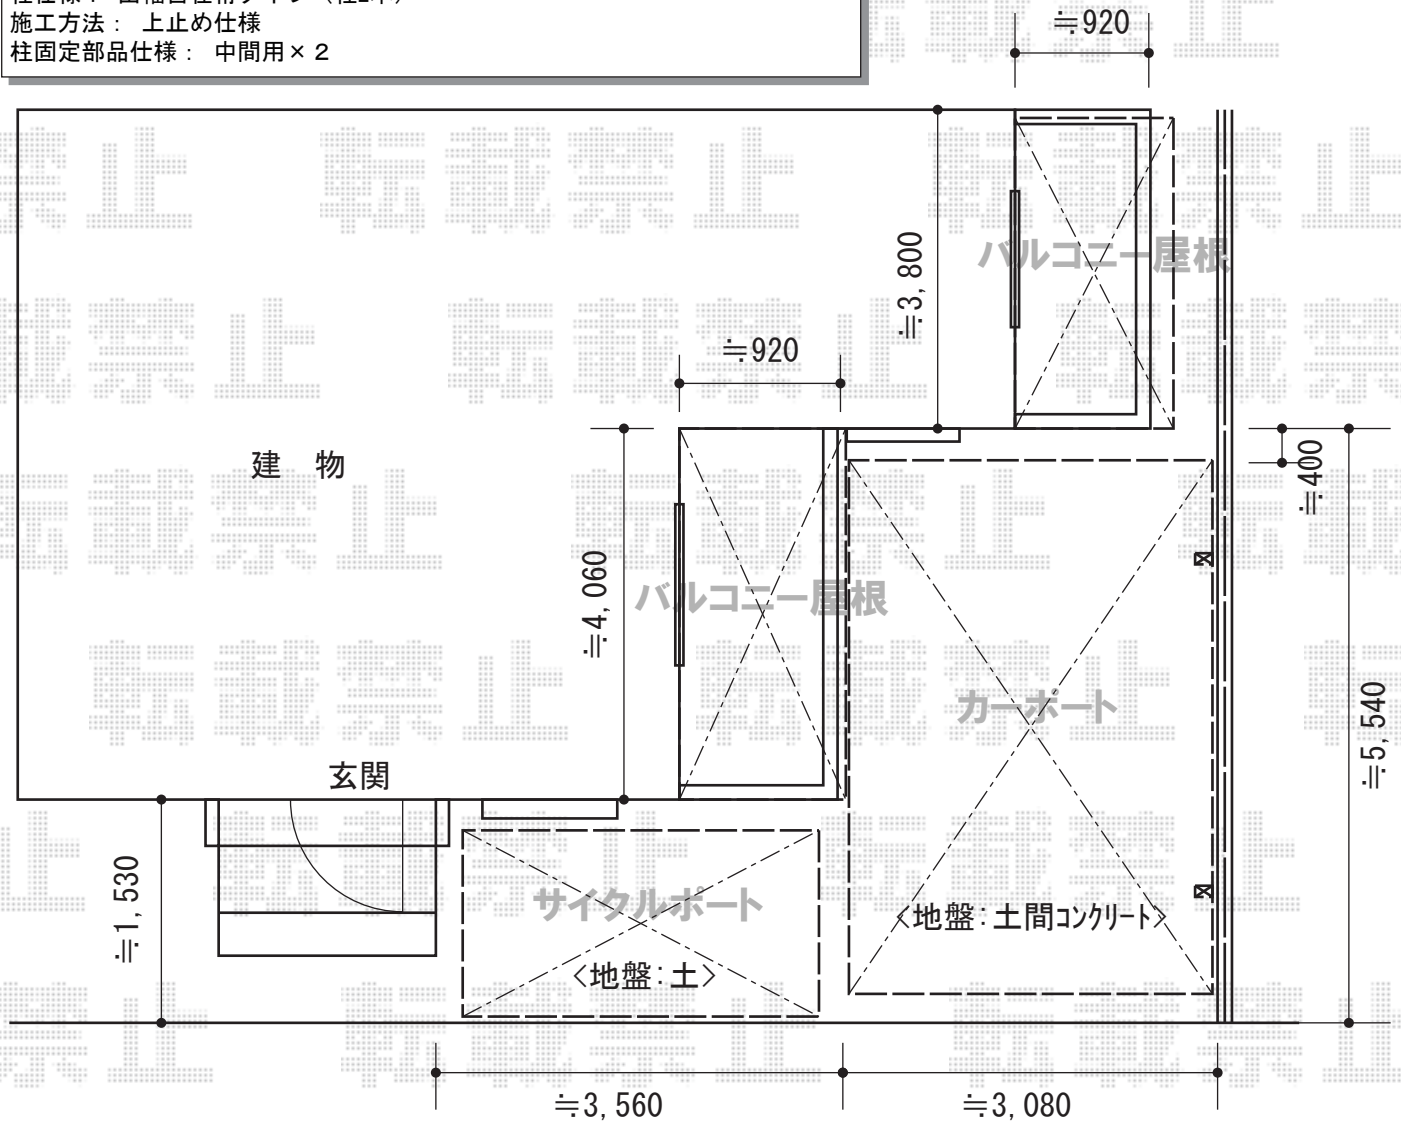 施工方法： 上止め仕様
柱固定部品仕様： 中間用×２
≒920
≒3,800
バルコニー屋根
≒920
≒400
建　物
≒4,060
バルコニー屋根
カーポート
≒5,540
玄関
≒1,530
サイクルポート
<地盤:土間コンクリート>
<地盤:土>
≒3,560
≒3,080
転載禁止